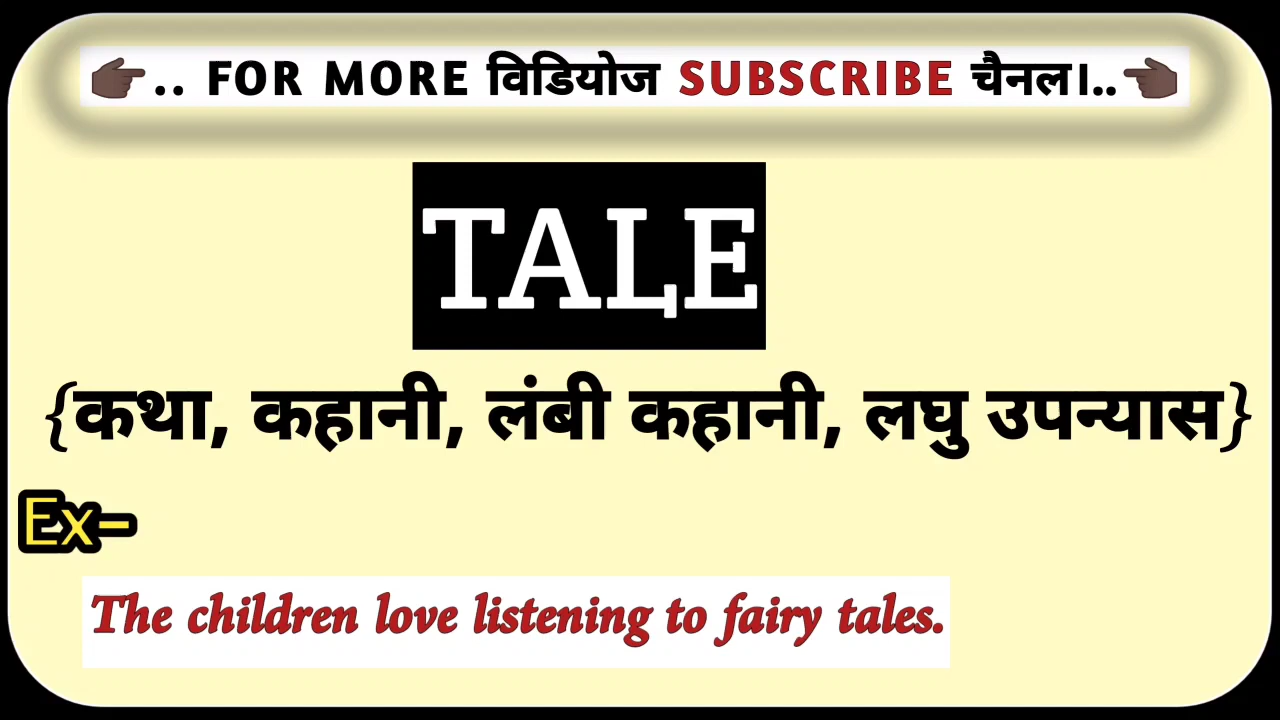 👉🏿.. FOR MORE विडियोज SUBSCRIBE चैनल।..👈🏿
TALE
{कथा, कहानी, लंबी कहानी, लघु उपन्यास}
Ex-
The children love listening to fairy tales.